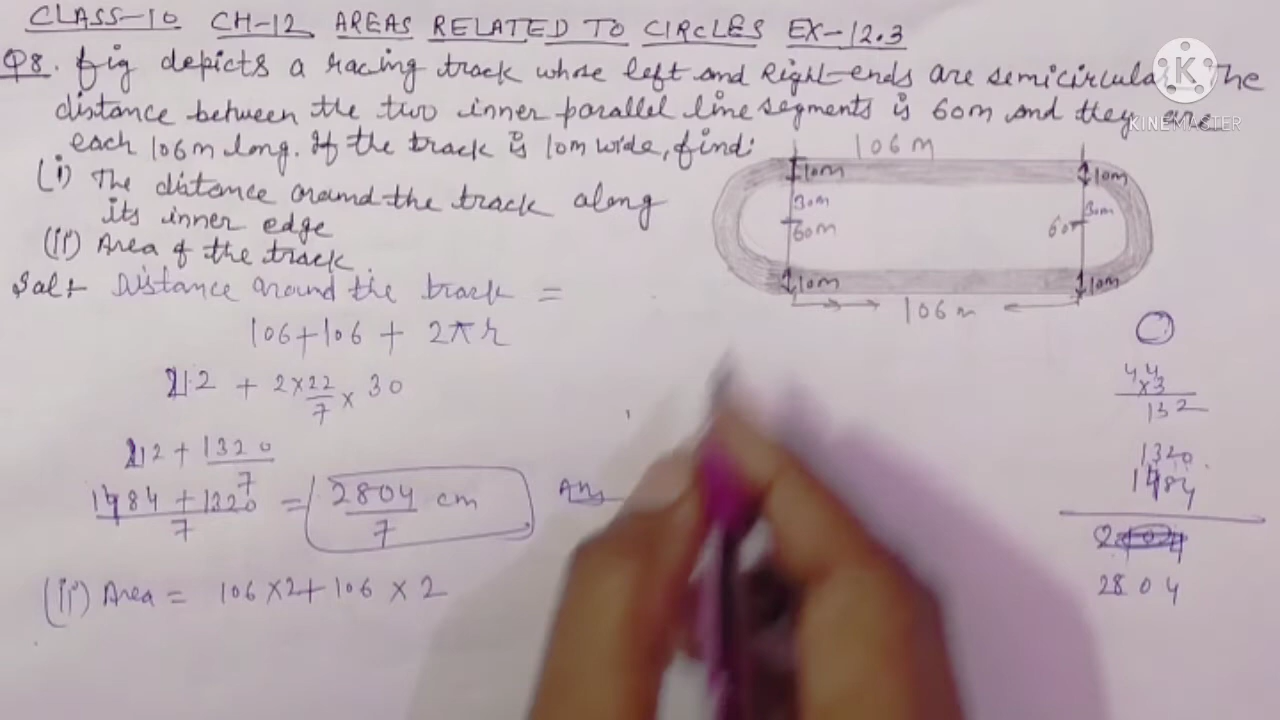 CLASS-10 CH-12 AREAS RELATED TO CIRCLES EX-12.3
Q8. fig depicts a racing track whose left and Right-ends are semicircular. The
distance between the two inner parallel line segments is 60m and they are
each 106m long. If the track is 10m wide, find:
(i) The distance around the track along
its inner edge
(ii) Area of the track.
Sol:- Distance around the track =
106+106 + 2πr
212 + 2×22/7 × 30
212 + 1320/7
1484 + 1320/7 = 2804/7 cm Ans
(ii) Area = 106×2+106×2
106m
10m
10m
30m
30m
60m
60
10m
10m
106m
44
×3
132
1320
1484
2804
K
KINEMASTER